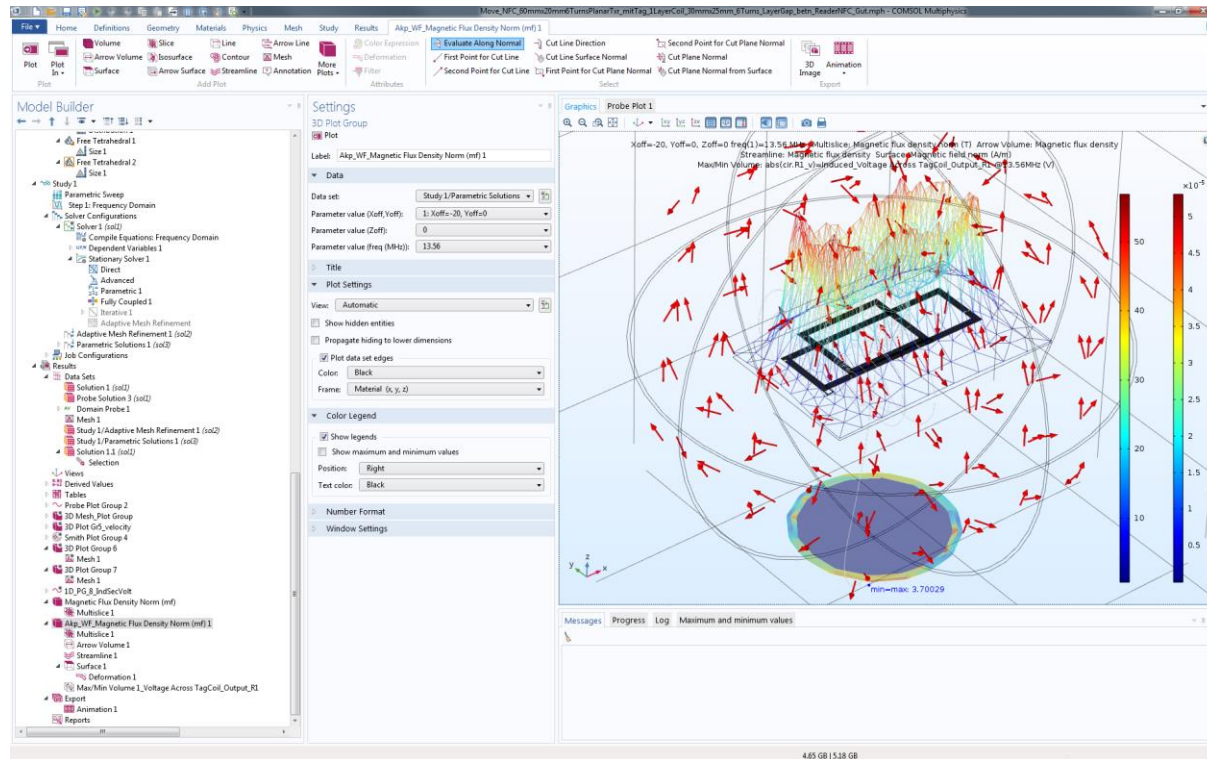 Move_NFC_60mmx20mm6TurnsPlanarTxr_mitTag_1LayerCoil_30mmx25mm_6Turns_LayerGap_betn_ReaderNFC_Gut.mph - COMSOL Multiphysics
File Home Definitions Geometry Materials Physics Mesh Study Results Akp_WF_Magnetic Flux Density Norm (mf) 1
Plot
Plot In
Volume Slice Line Arrow Line
Arrow Volume Isosurface Contour Mesh
Surface Arrow Surface Streamline Annotation
More Plots
Color Expression
Deformation
Filter
Evaluate Along Normal Cut Line Direction Second Point for Cut Plane Normal
First Point for Cut Line Cut Line Surface Normal Cut Plane Normal
Second Point for Cut Line First Point for Cut Plane Normal Cut Plane Normal from Surface
3D Image
Animation
Plot Add Plot Attributes Select Export
Model Builder
Free Tetrahedral 1
Size 1
Free Tetrahedral 2
Size 1
Study 1
Parametric Sweep
Step 1: Frequency Domain
Solver Configurations
Solver 1 (sol1)
Compile Equations: Frequency Domain
Dependent Variables 1
Stationary Solver 1
Direct
Advanced
Parametric 1
Fully Coupled 1
Iterative 1
Adaptive Mesh Refinement
Adaptive Mesh Refinement 1 (sol2)
Parametric Solutions 1 (sol3)
Job Configurations
Results
Data Sets
Solution 1 (sol1)
Probe Solution 3 (sol1)
Domain Probe 1
Mesh 1
Study 1/Adaptive Mesh Refinement 1 (sol2)
Study 1/Parametric Solutions 1 (sol3)
Solution 1.1 (sol1)
Selection
Views
Derived Values
Tables
Probe Plot Group 2
3D Mesh_Plot Group
3D Plot Gr5_velocity
Smith Plot Group 4
3D Plot Group 6
Mesh 1
3D Plot Group 7
Mesh 1
1D_PG_8_IndSecVolt
Magnetic Flux Density Norm (mf)
Multislice 1
Akp_WF_Magnetic Flux Density Norm (mf) 1
Multislice 1
Arrow Volume 1
Streamline 1
Surface 1
Deformation 1
Max/Min Volume 1_Voltage Across TagCoil_Output_R1
Export
Animation 1
Reports
Settings
3D Plot Group
Plot
Label: Akp_WF_Magnetic Flux Density Norm (mf) 1
Data
Data set: Study 1/Parametric Solutions
Parameter value (Xoff,Yoff): 1: Xoff=-20, Yoff=0
Parameter value (Zoff): 0
Parameter value (freq (MHz)): 13.56
Title
Plot Settings
View: Automatic
Show hidden entities
Propagate hiding to lower dimensions
Plot data set edges
Color: Black
Frame: Material (x, y, z)
Color Legend
Show legends
Show maximum and minimum values
Position: Right
Text color: Black
Number Format
Window Settings
Graphics Probe Plot 1
Xoff=-20, Yoff=0, Zoff=0 freq(1)=13.56 MHz Multislice: Magnetic flux density norm (T) Arrow Volume: Magnetic flux density
Streamline: Magnetic flux density Surface: Magnetic field norm (A/m)
Max/Min Volume: abs(cir.R1_v)=Induced_Voltage Across TagCoil_Output_R1 @13.56MHz (V)
×10⁻⁵
50
40
30
20
10
5
4.5
4
3.5
3
2.5
2
1.5
1
0.5
z
y
x
min=max: 3.70029
Messages Progress Log Maximum and minimum values
4.65 GB | 5.18 GB